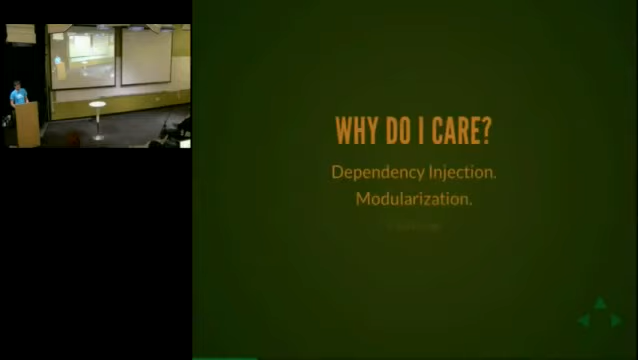 WHY DO I CARE?
Dependency Injection.
Modularization.